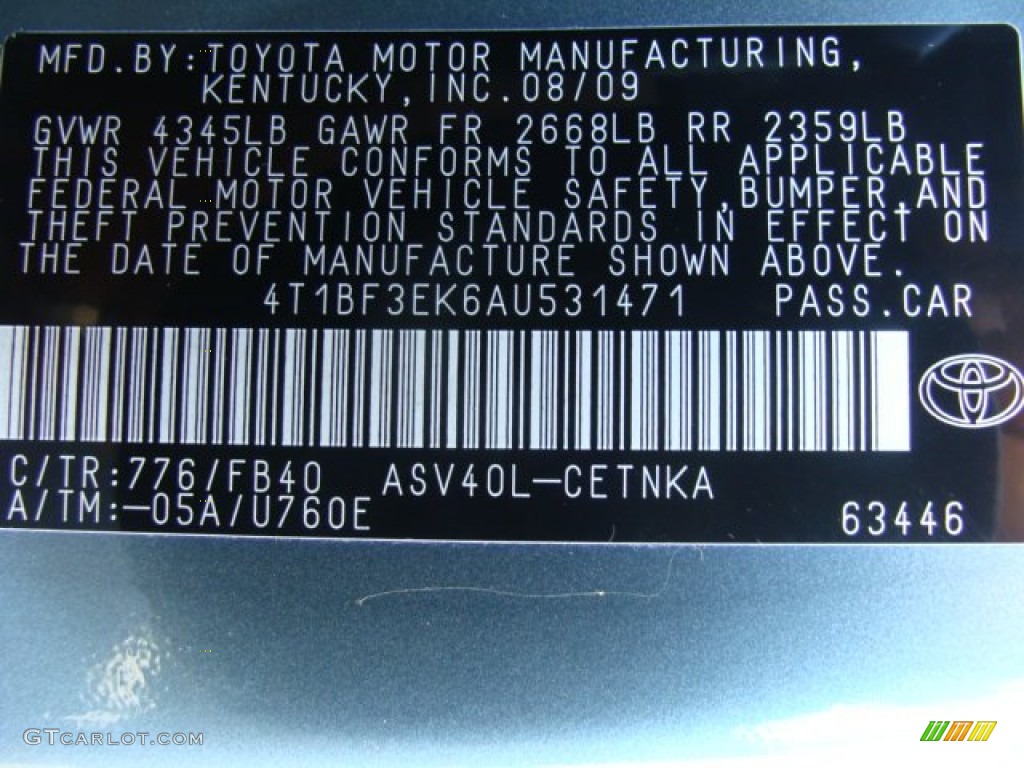 MFD.BY:TOYOTA MOTOR MANUFACTURING,
KENTUCKY,INC.08/09
GVWR 4345LB GAWR FR 2668LB RR 2359LB
THIS VEHICLE CONFORMS TO ALL APPLICABLE
FEDERAL MOTOR VEHICLE SAFETY,BUMPER,AND
THEFT PREVENTION STANDARDS IN EFFECT ON
THE DATE OF MANUFACTURE SHOWN ABOVE.
4T1BF3EK6AU531471 PASS.CAR
C/TR:776/FB40 ASV40L-CETNKA
A/TM:-05A/U760E
63446
GTCARLOT.COM